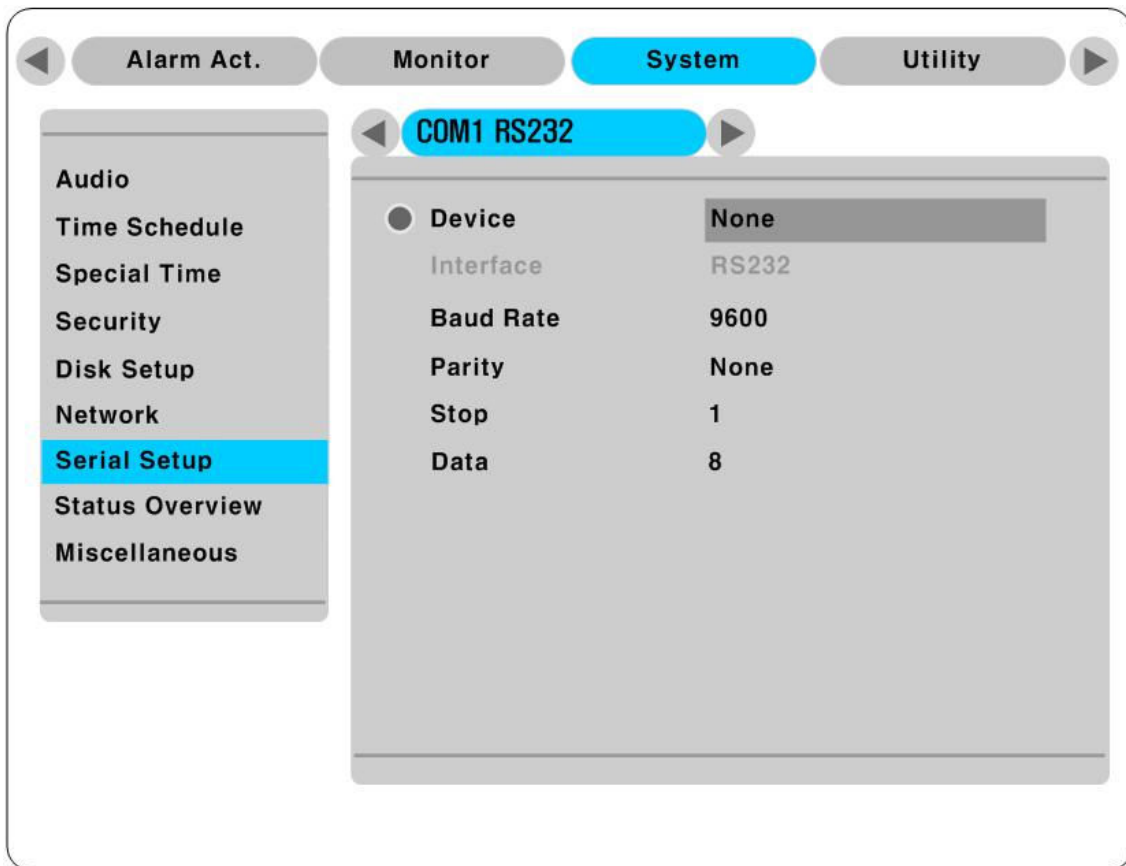 Alarm Act. Monitor System Utility
COM1 RS232
Audio
Time Schedule
Special Time
Security
Disk Setup
Network
Serial Setup
Status Overview
Miscellaneous
Device None
Interface RS232
Baud Rate 9600
Parity None
Stop 1
Data 8